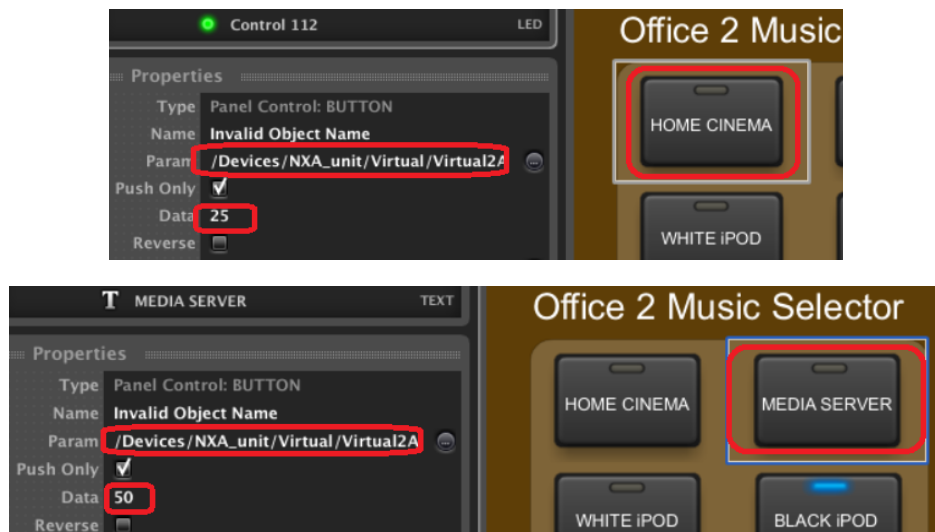 Control 112 LED
Office 2 Music
Properties
Type Panel Control: BUTTON
Name Invalid Object Name
Param /Devices/NXA_unit/Virtual/Virtual2A
Push Only
Data 25
Reverse
HOME CINEMA
WHITE iPOD
T MEDIA SERVER TEXT
Office 2 Music Selector
Properties
Type Panel Control: BUTTON
Name Invalid Object Name
Param /Devices/NXA_unit/Virtual/Virtual2A
Push Only
Data 50
Reverse
HOME CINEMA MEDIA SERVER
WHITE iPOD BLACK iPOD